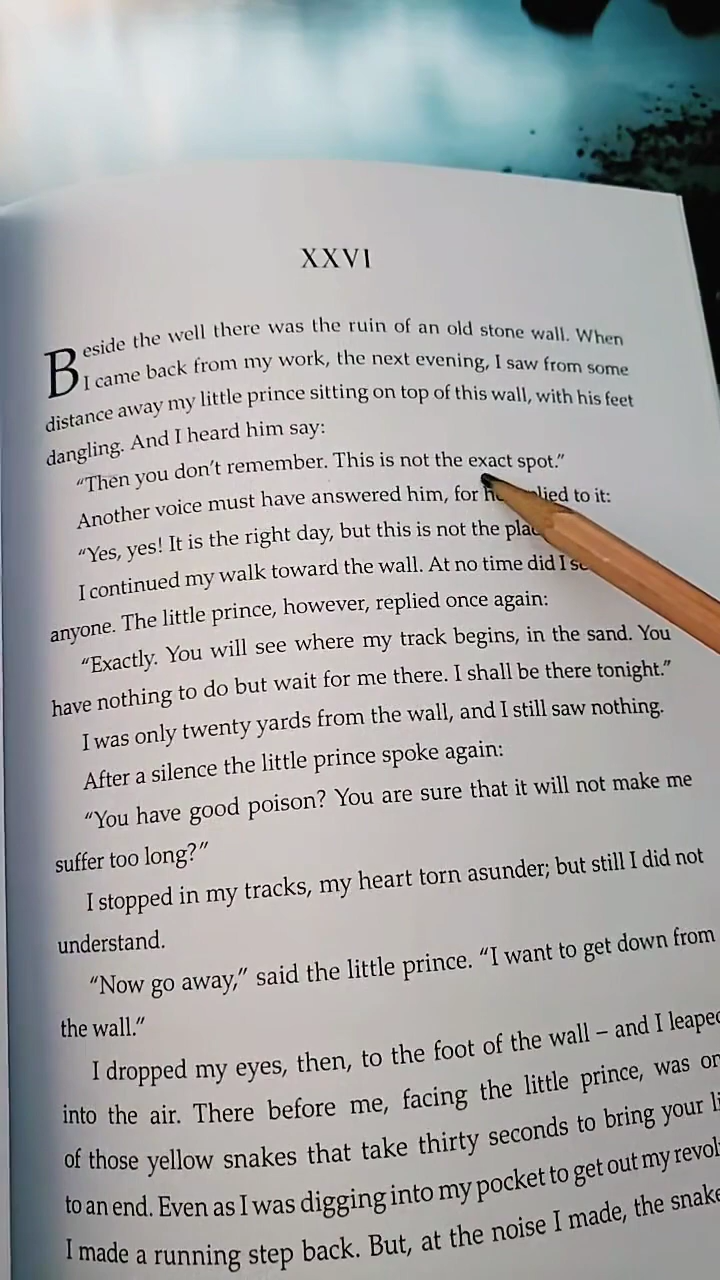 XXVI
Beside the well there was the ruin of an old stone wall. When
I came back from my work, the next evening, I saw from some
distance away my little prince sitting on top of this wall, with his feet
dangling. And I heard him say:
“Then you don’t remember. This is not the exact spot.”
Another voice must have answered him, for to it:
“Yes, yes! It is the right day, but this is not the
I continued my walk toward the wall. At no time did I
anyone. The little prince, however, replied once again:
“Exactly. You will see where my track begins, in the sand. You
have nothing to do but wait for me there. I shall be there tonight.”
I was only twenty yards from the wall, and I still saw nothing.
After a silence the little prince spoke again:
“You have good poison? You are sure that it will not make me
suffer too long?”
I stopped in my tracks, my heart torn asunder; but still I did not
understand.
“Now go away,” said the little prince. “I want to get down from
the wall.”
I dropped my eyes, then, to the foot of the wall – and I
into the air. There before me, facing the little prince, was
of those yellow snakes that take thirty seconds to bring your
to an end. Even as I was digging into my pocket to get out my
I made a running step back. But, at the noise I made, the